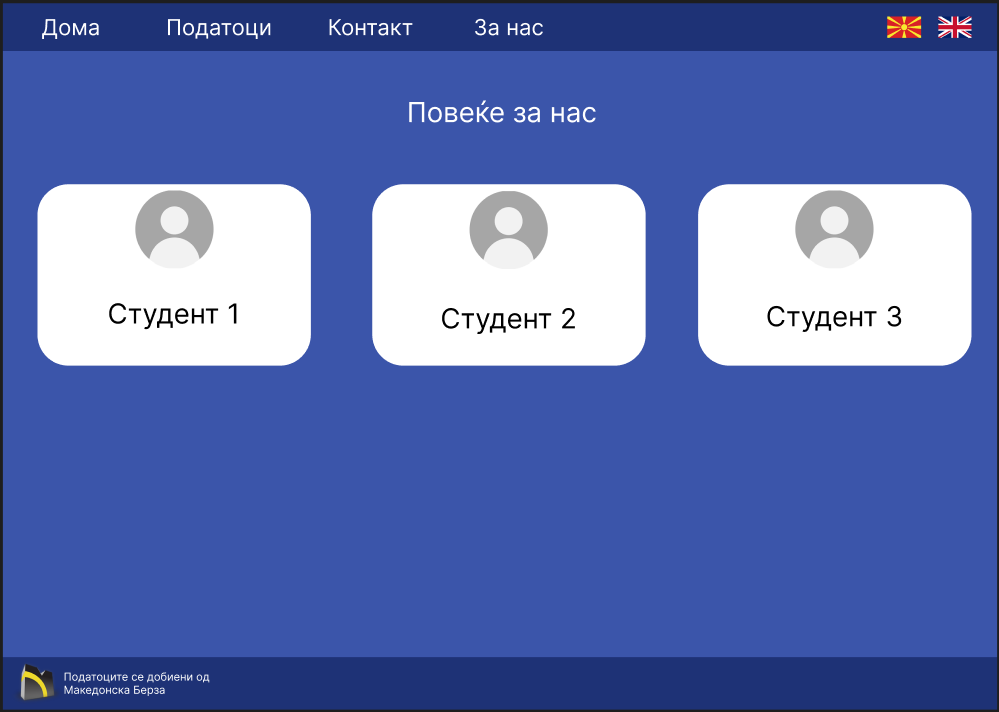 Дома Податоци Контакт За нас
Повеќе за нас
Студент 1
Студент 2
Студент 3
Податоците се добиени од
Македонска Берза